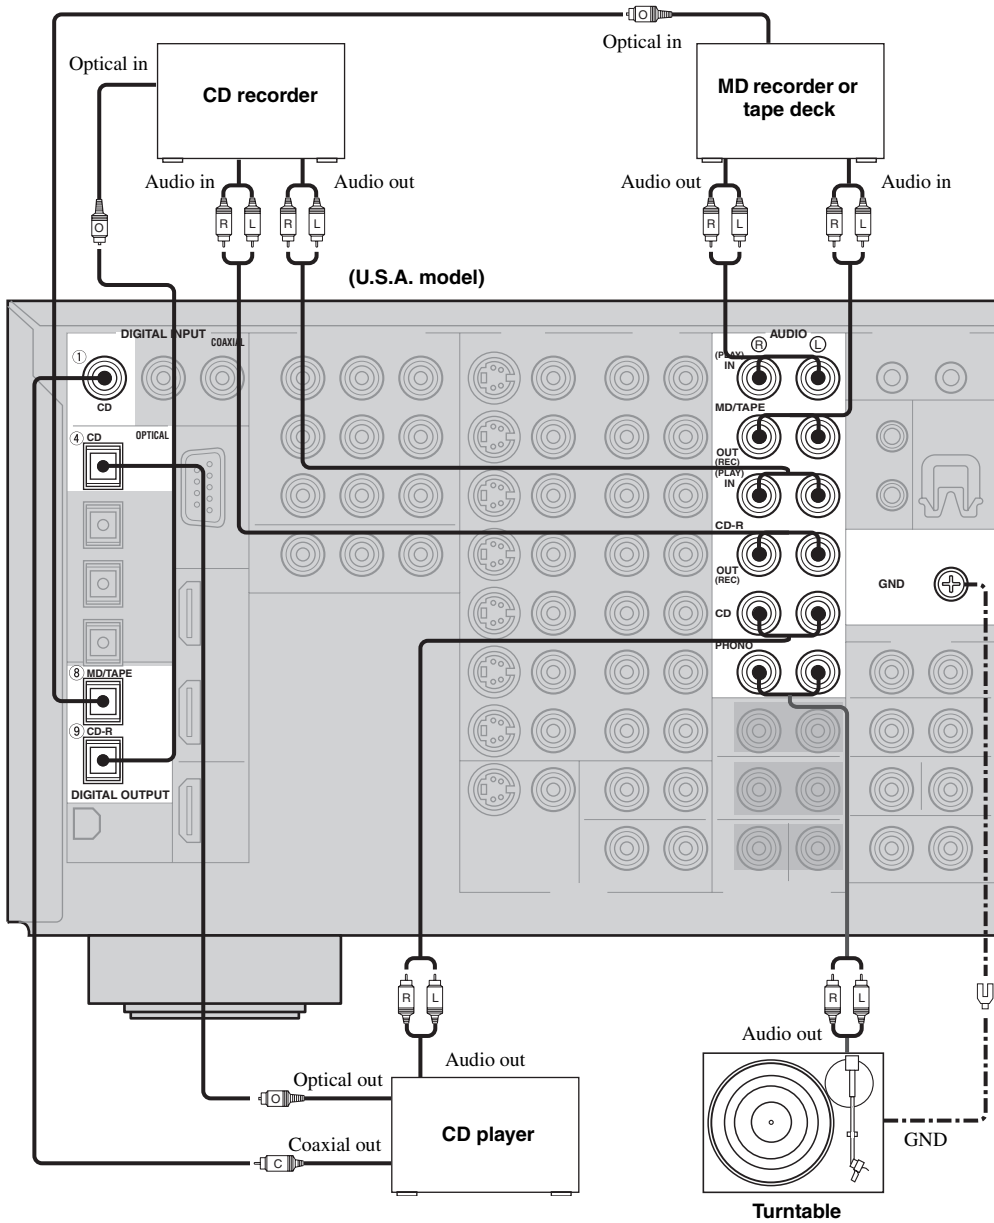 Optical in
Optical in
CD recorder
MD recorder or
tape deck
Audio in
Audio out
Audio out
Audio in
O
O
R L
R L
R L
R L
(U.S.A. model)
DIGITAL INPUT
COAXIAL
AUDIO
R L
①
CD
(PLAY)
IN
MD/TAPE
④ CD
OPTICAL
OUT
(REC)
(PLAY)
IN
CD-R
OUT
(REC)
GND
CD
PHONO
⑧ MD/TAPE
⑨ CD-R
DIGITAL OUTPUT
R L
R L
Audio out
Audio out
Optical out
O
Coaxial out
C
CD player
GND
Turntable